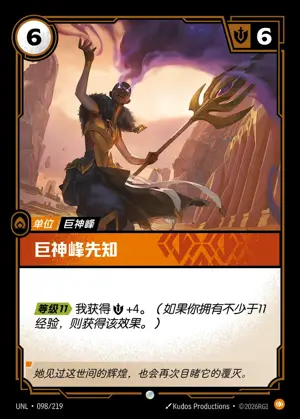 6
6
单位 巨神峰
巨神峰先知
等级11 我获得 +4。（如果你拥有不少于11
经验，则获得该效果。）
她见过这世间的辉煌，也会再次目睹它的覆灭。
UNL • 098/219 Kudos Productions ©2026RGI